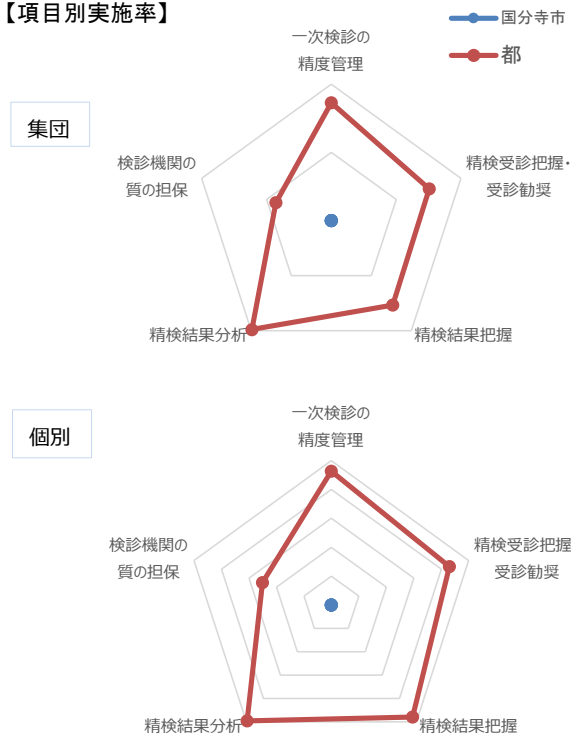 【項目別実施率】
国分寺市
都
集団
一次検診の
精度管理
精検受診把握・
受診勧奨
精検結果把握
精検結果分析
検診機関の
質の担保
個別
一次検診の
精度管理
精検受診把握
受診勧奨
精検結果把握
精検結果分析
検診機関の
質の担保